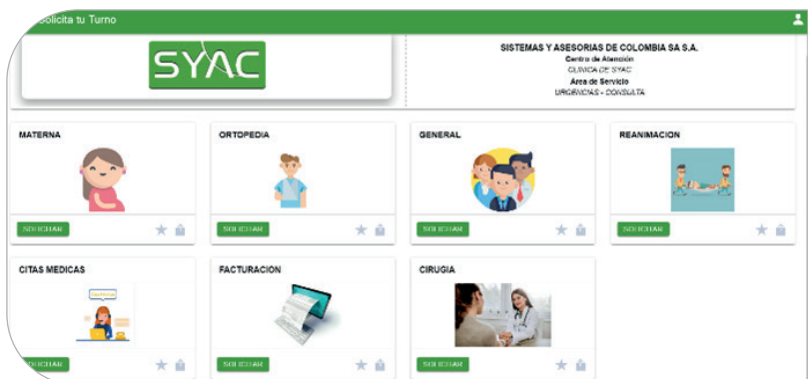 Solicita tu Turno
SYAC
SISTEMAS Y ASESORIAS DE COLOMBIA SA S.A.
Centro de Atención
CLINICA DE SYAC
Area de Servicio
URGENCIAS - CONSULTA
MATERNA
ORTOPEDIA
GENERAL
REANIMACION
SOLICITAR
SOLICITAR
SOLICITAR
SOLICITAR
CITAS MEDICAS
FACTURACION
CIRUGIA
SOLICITAR
SOLICITAR
SOLICITAR